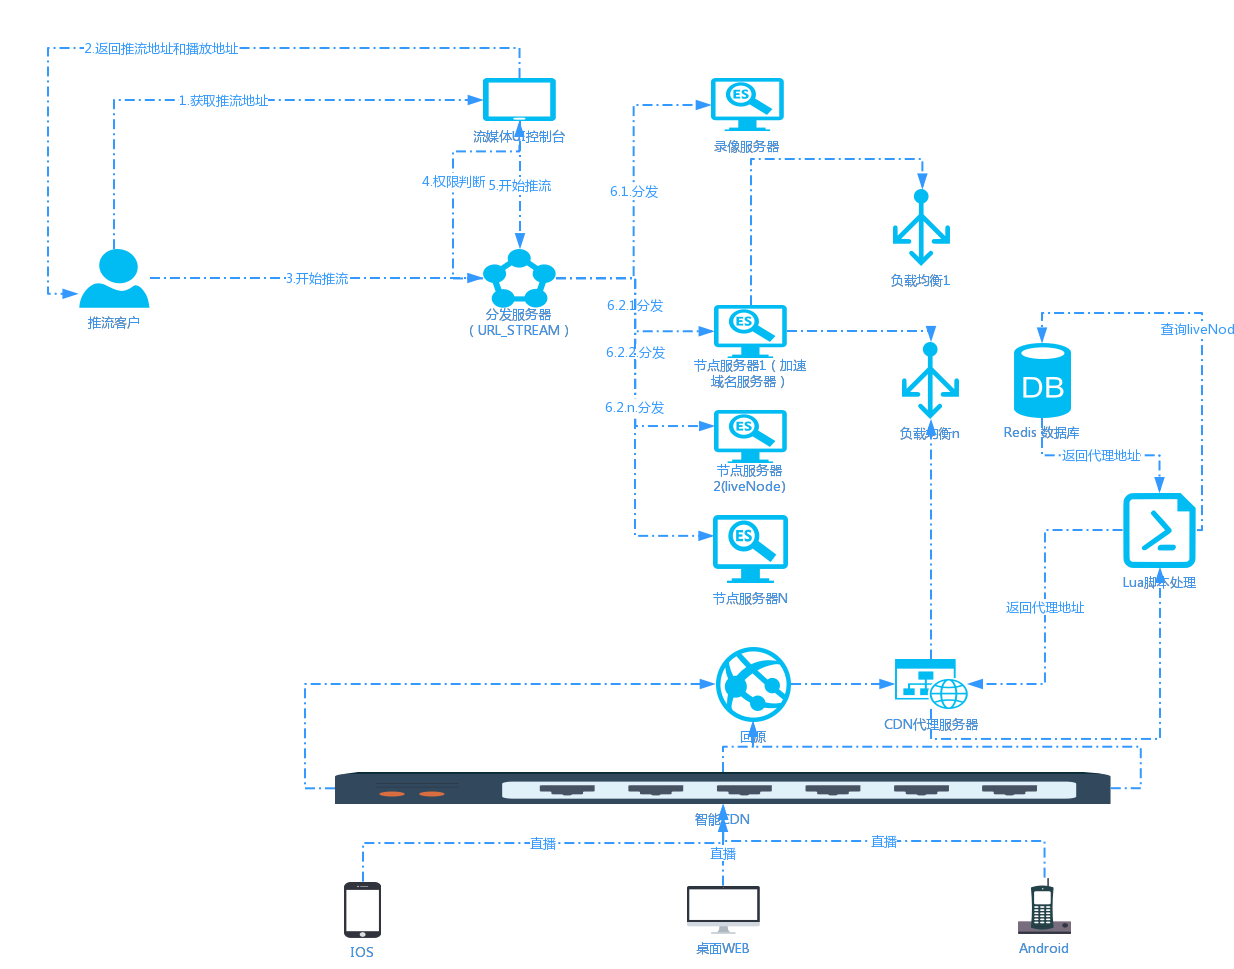 2.返回推流地址和播放地址
1.获取推流地址
流媒体UI控制台
ES
录像服务器
4.权限判断
5.开始推流
6.1.分发
负载均衡1
3.开始推流
推流客户
分发服务器
（URL_STREAM）
6.2.1分发
ES
节点服务器1（加速
域名服务器）
6.2.2.分发
查询liveNod
DB
Redis 数据库
负载均衡n
6.2.n.分发
ES
节点服务器
2(liveNode)
返回代理地址
ES
节点服务器N
Lua脚本处理
返回代理地址
回源
CDN代理服务器
智能CDN
直播
直播
直播
IOS
桌面WEB
Android